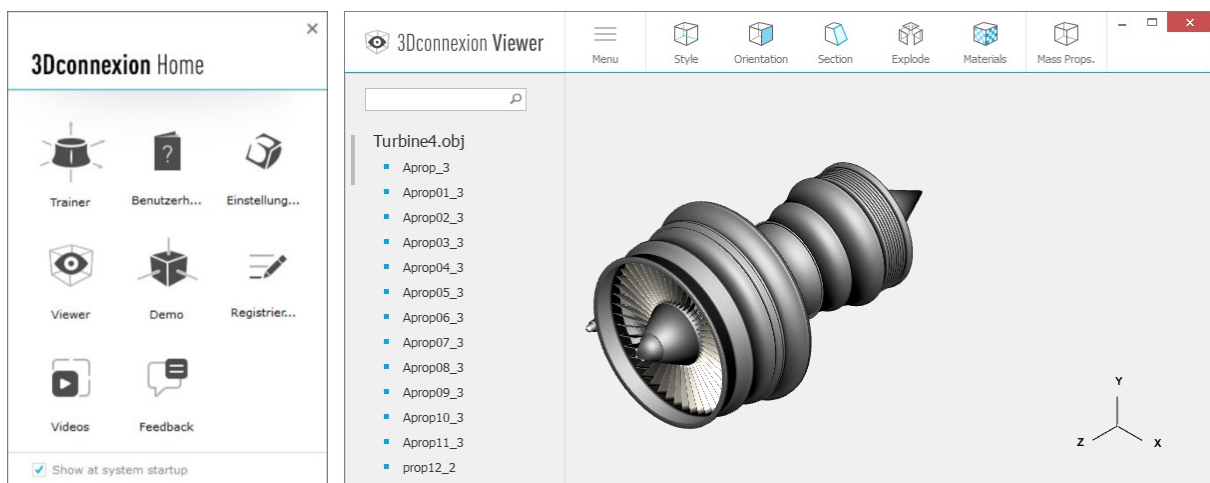 3Dconnexion Home
Trainer
Benutzerh...
Einstellung...
Viewer
Demo
Registrier...
Videos
Feedback
Show at system startup
3Dconnexion Viewer
Menu
Style
Orientation
Section
Explode
Materials
Mass Props.
Turbine4.obj
Aprop_3
Aprop01_3
Aprop02_3
Aprop03_3
Aprop04_3
Aprop05_3
Aprop06_3
Aprop07_3
Aprop08_3
Aprop09_3
Aprop10_3
Aprop11_3
prop12_2
Y
Z
X